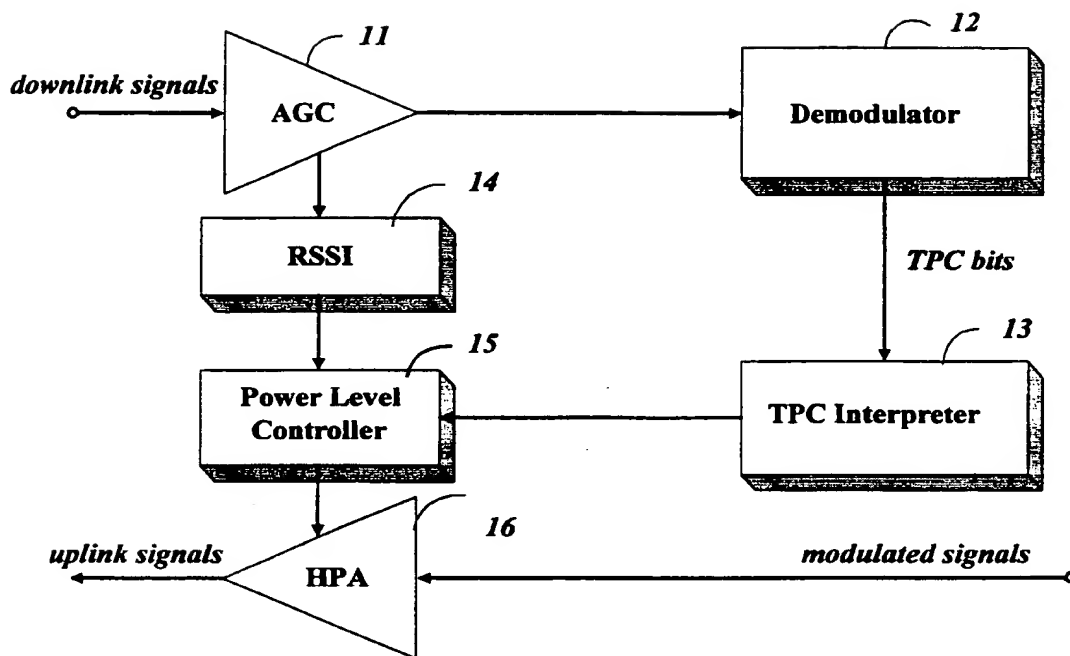 11
12
downlink signals
AGC
Demodulator
14
RSSI
TPC bits
13
15
Power Level
Controller
TPC Interpreter
16
uplink signals
HPA
modulated signals